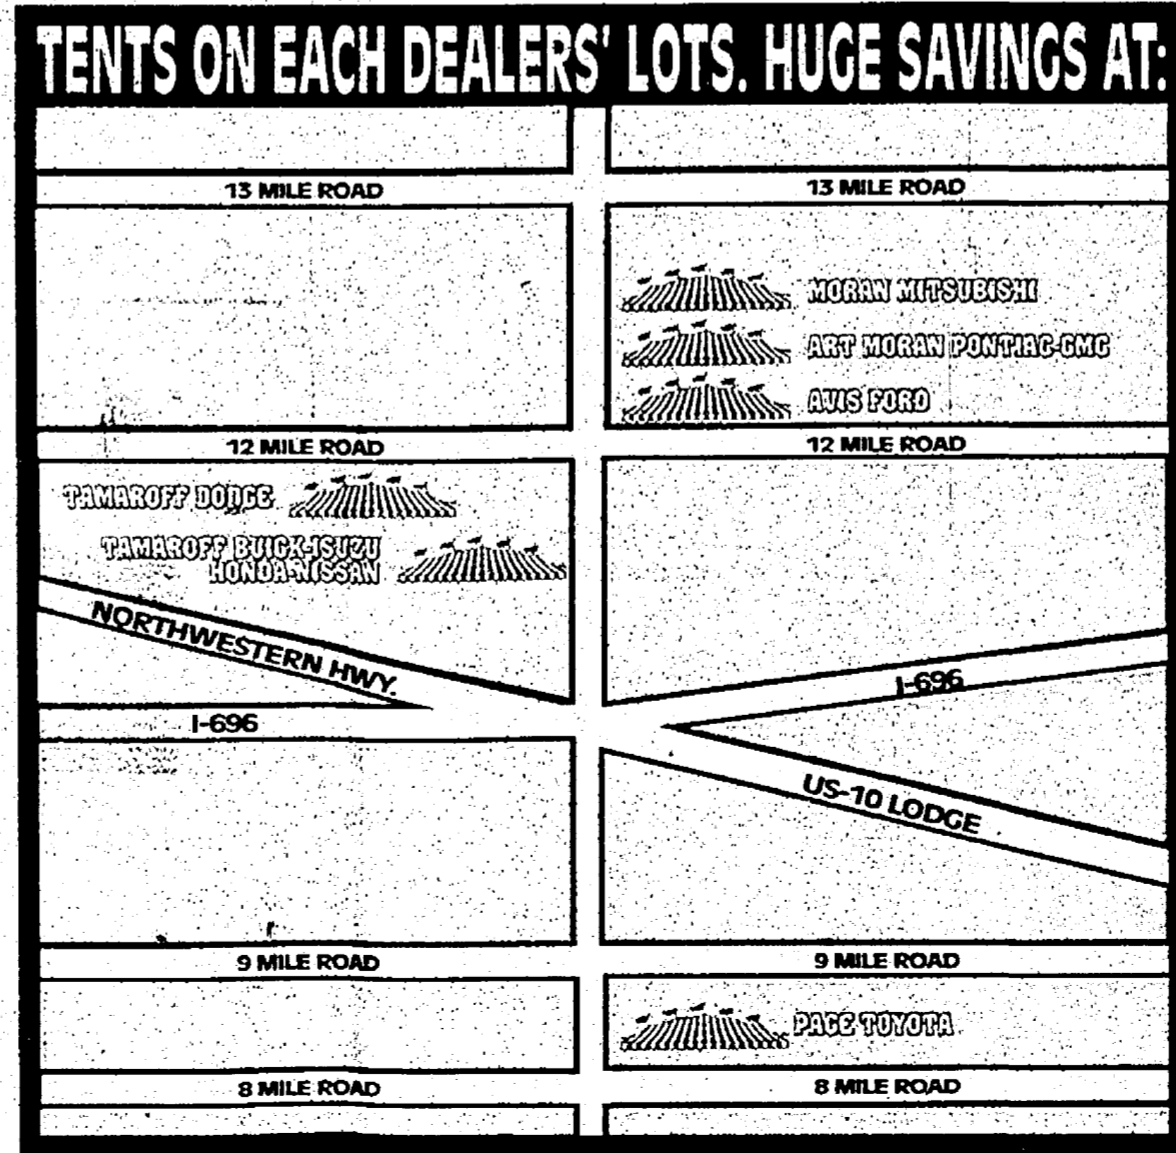 TENTS ON EACH DEALERS' LOTS. HUGE SAVINGS AT:
13 MILE ROAD
13 MILE ROAD
MORAN MITSUBISHI
ART MORAN PONTIAC-GMC
AVIS FORD
12 MILE ROAD
12 MILE ROAD
TAMAROFF DODGE
TAMAROFF BUICK-ISUZU
HONDA-NISSAN
NORTHWESTERN HWY.
I-696
I-696
US-10 LODGE
9 MILE ROAD
9 MILE ROAD
PAGE TOYOTA
8 MILE ROAD
8 MILE ROAD